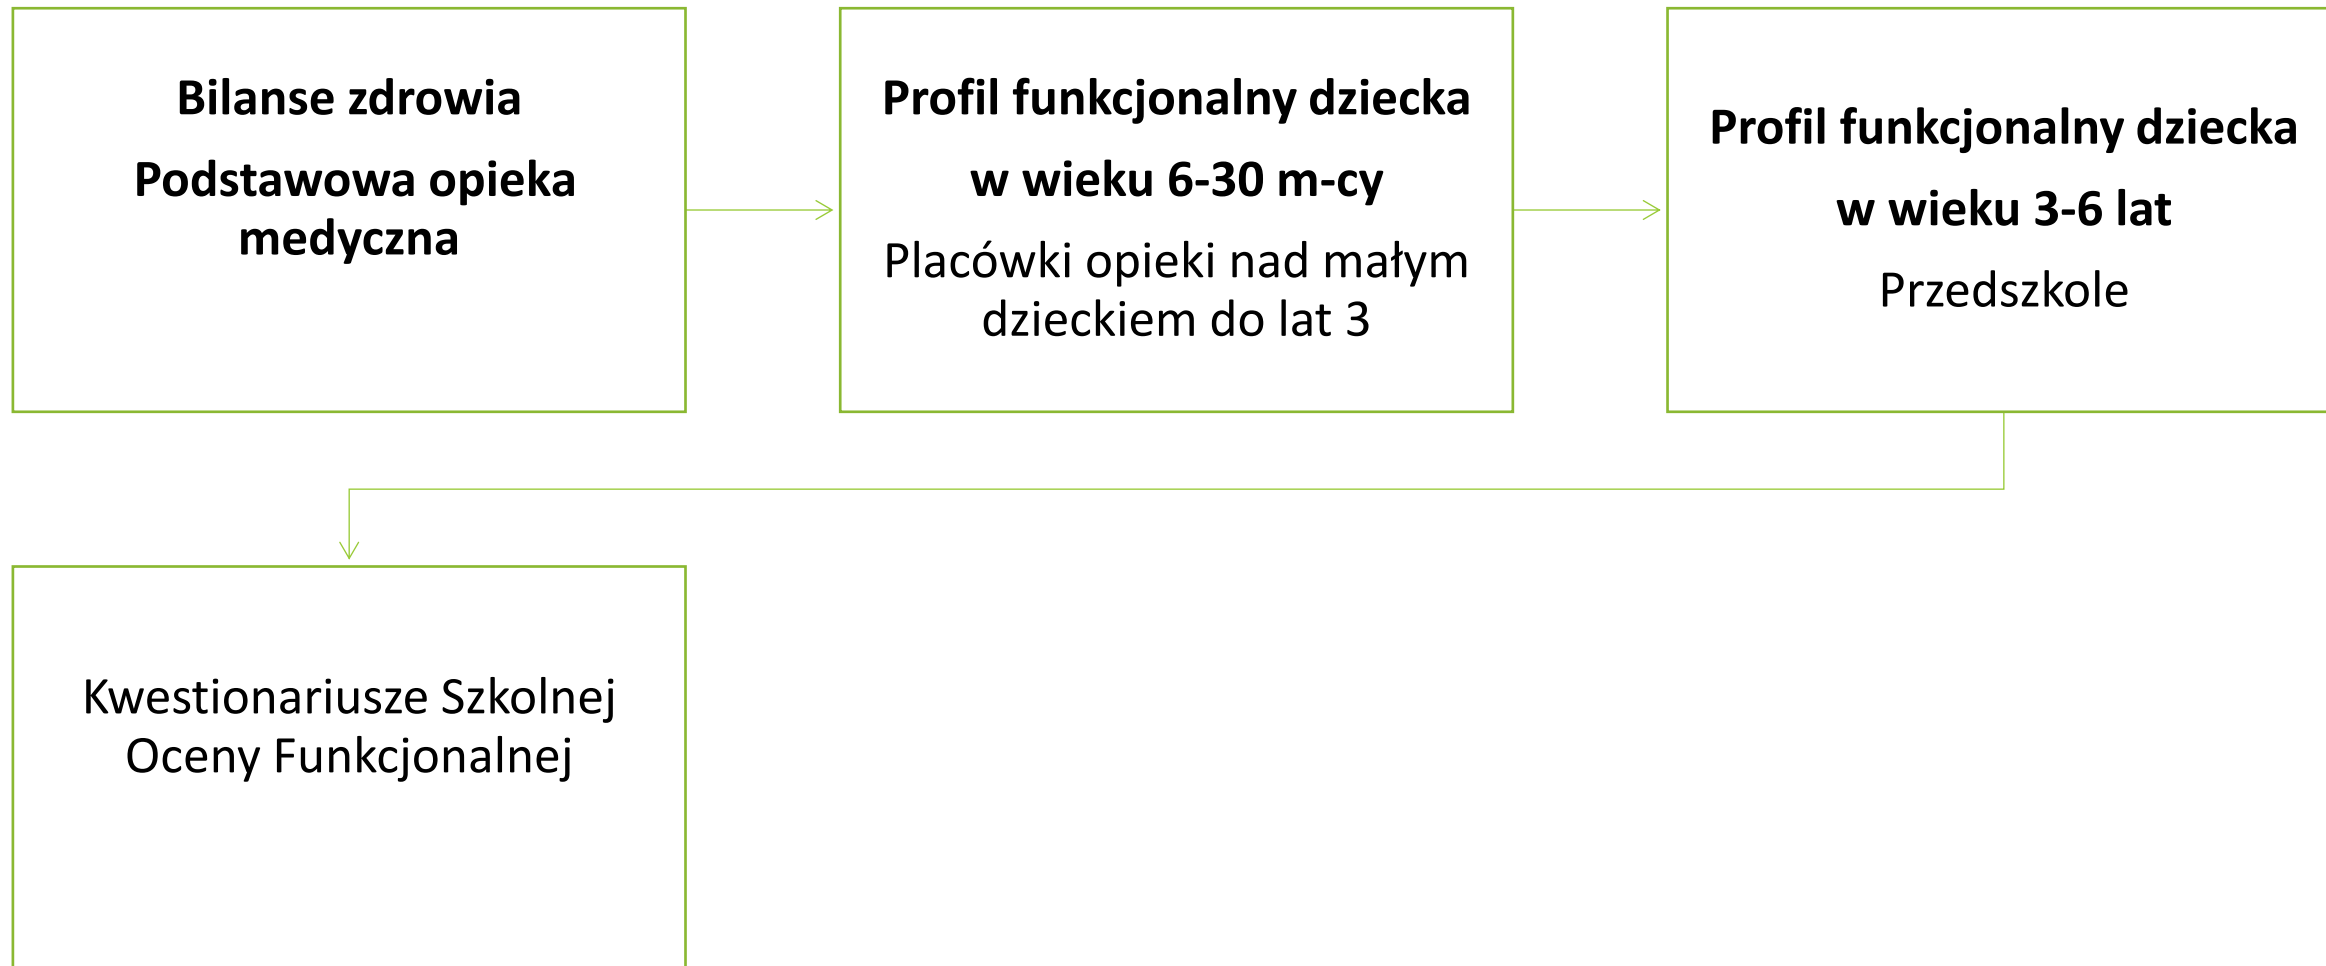 Bilanse zdrowia
Podstawowa opieka
medyczna
Profil funkcjonalny dziecka
w wieku 6-30 m-cy
Placówki opieki nad małym
dzieckiem do lat 3
Profil funkcjonalny dziecka
w wieku 3-6 lat
Przedszkole
Kwestionariusze Szkolnej
Oceny Funkcjonalnej